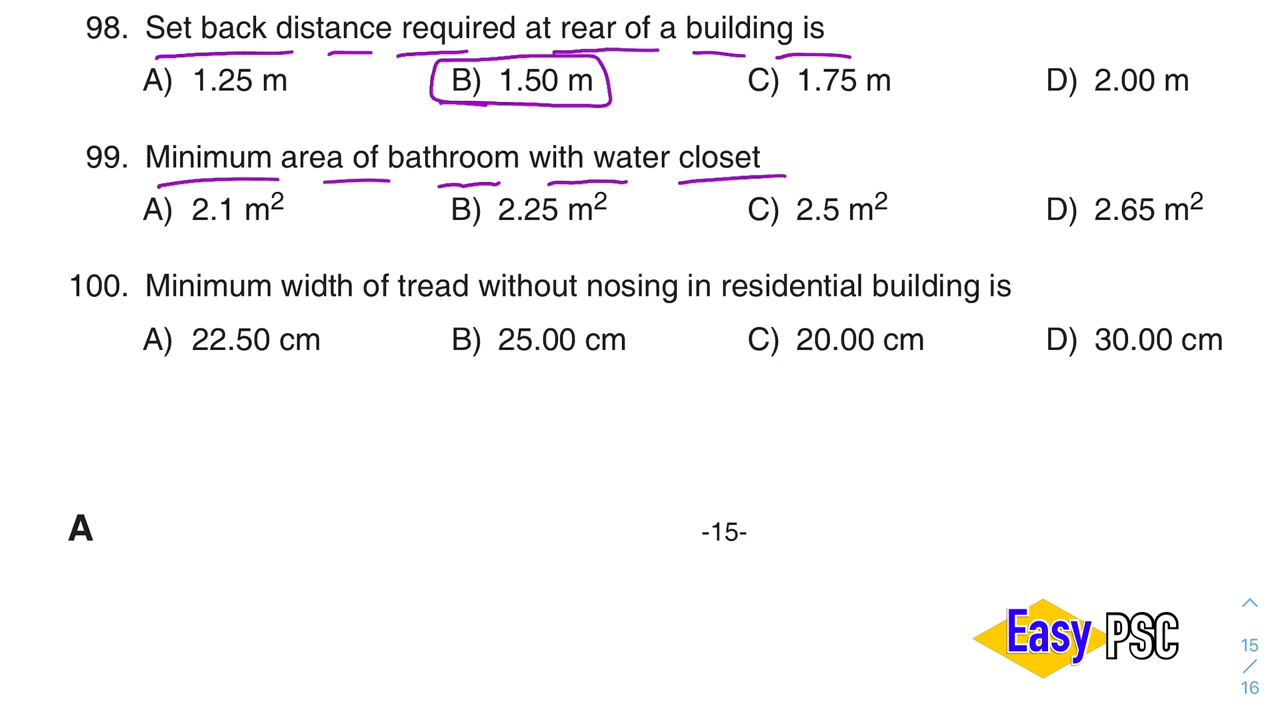 98. Set back distance required at rear of a building is
A) 1.25 m B) 1.50 m C) 1.75 m D) 2.00 m
99. Minimum area of bathroom with water closet
A) 2.1 m² B) 2.25 m² C) 2.5 m² D) 2.65 m²
100. Minimum width of tread without nosing in residential building is
A) 22.50 cm B) 25.00 cm C) 20.00 cm D) 30.00 cm
A -15-
Easy PSC
15
/
16